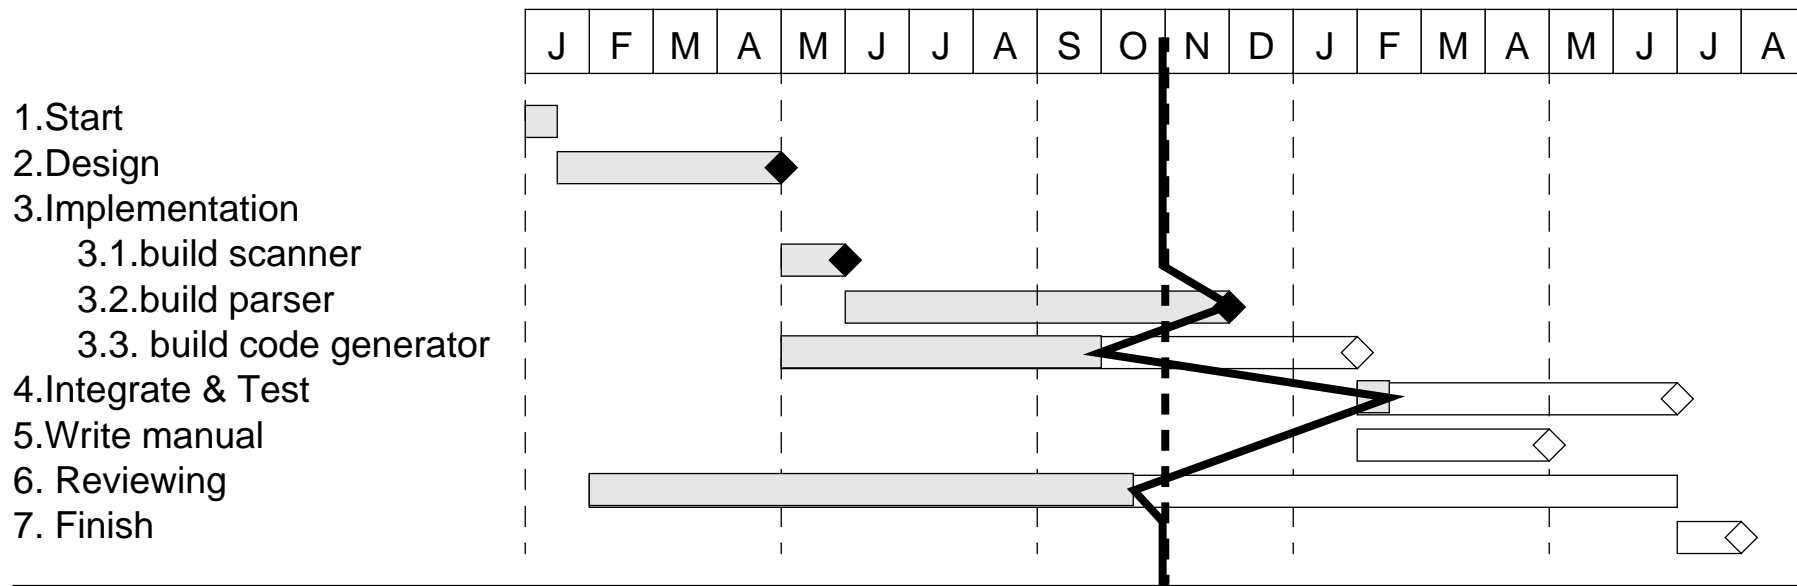 J F M A M J J A S O N D J F M A M J J A
1.Start
2.Design
3.Implementation
3.1.build scanner
3.2.build parser
3.3. build code generator
4.Integrate & Test
5.Write manual
6. Reviewing
7. Finish